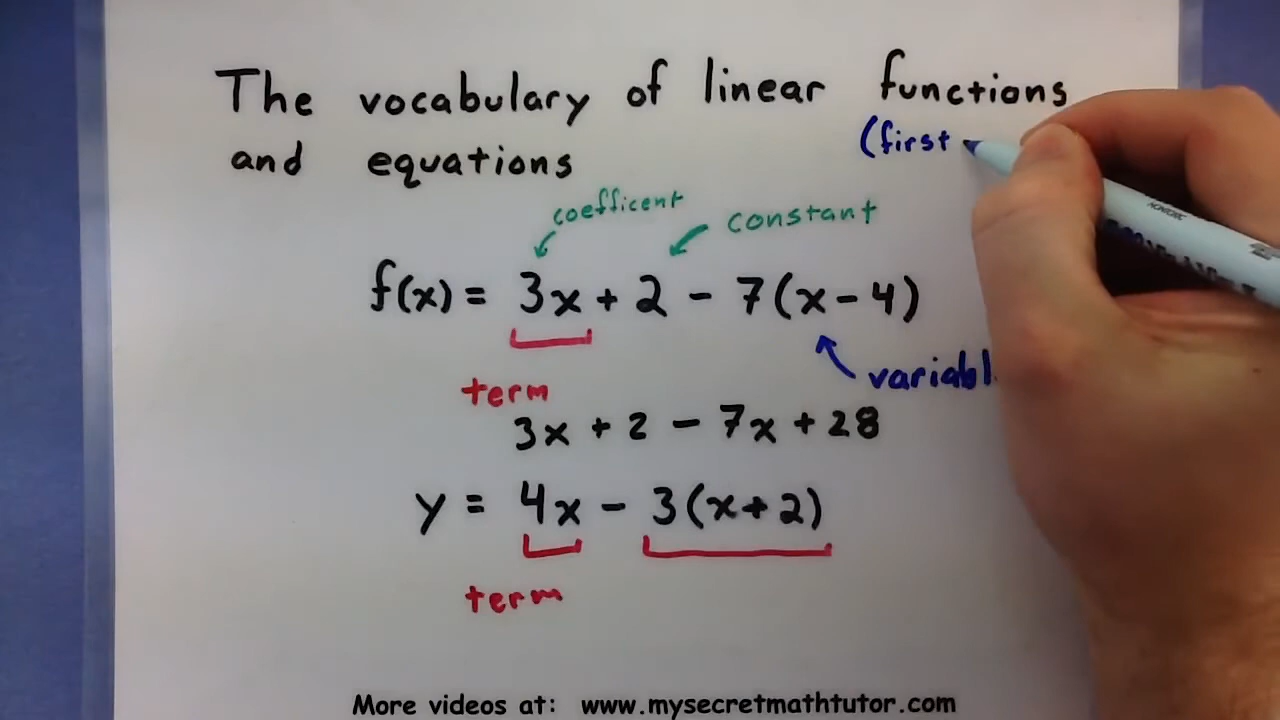 The vocabulary of linear functions
and equations
(first
coefficent
constant
f(x) = 3x + 2 - 7(x - 4)
variabl
term
3x + 2 - 7x + 28
y = 4x - 3(x + 2)
term
More videos at: www.mysecretmathtutor.com